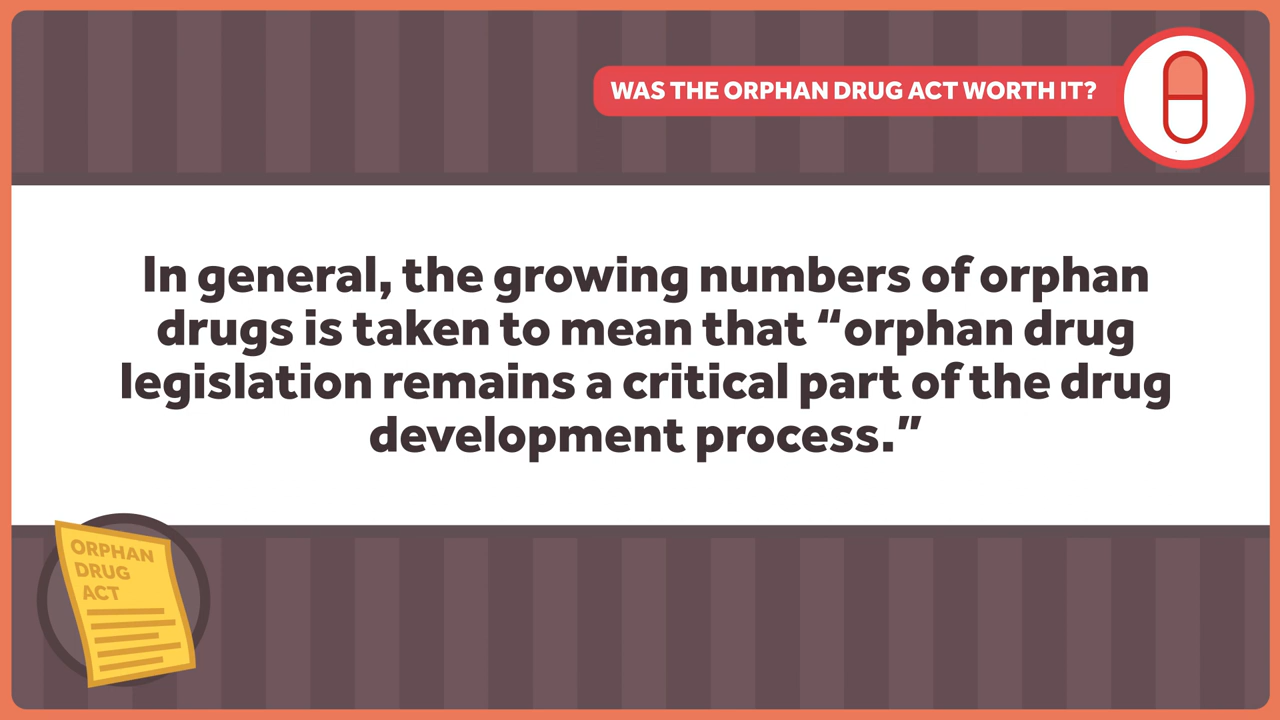 WAS THE ORPHAN DRUG ACT WORTH IT?
In general, the growing numbers of orphan
drugs is taken to mean that “orphan drug
legislation remains a critical part of the drug
development process.”
ORPHAN
DRUG
ACT